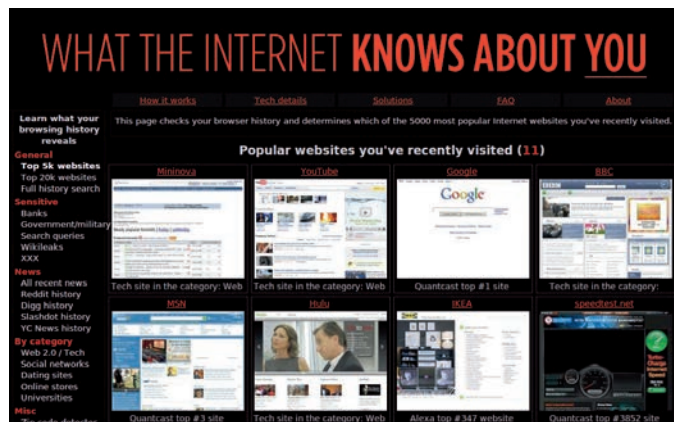 WHAT THE INTERNET KNOWS ABOUT YOU
How it works Tech details Solutions FAQ About
Learn what your
browsing history
reveals
General
Top 5k websites
Top 20k websites
Full history search
Sensitive
Banks
Government/military
Search queries
Wikileaks
XXX
News
All recent news
Reddit history
Digg history
Slashdot history
YC News history
By category
Web 2.0 / Tech
Social networks
Dating sites
Online stores
Universities
Misc
This page checks your browser history and determines which of the 5000 most popular Internet websites you've recently visited.
Popular websites you've recently visited (11)
Mininova YouTube Google BBC
Google
Tech site in the category: Web Tech site in the category: Web Quantcast top #1 site Tech site in the category:
MSN Hulu IKEA speedtest.net
Turbo-
Charge
Internet
Speed
Quantcast top #3 site Tech site in the category: Web Alexa top #347 website Quantcast top #3852 site